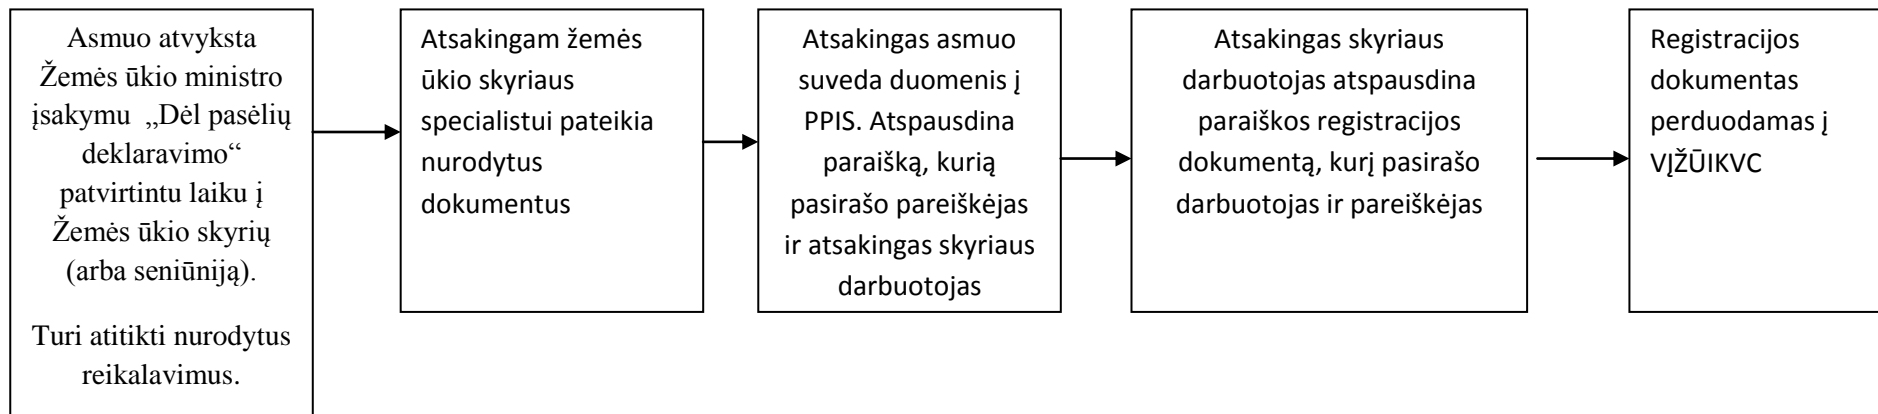 Asmuo atvyksta
Žemės ūkio ministro
įsakymu „Dėl pasėlių
deklaravimo“
patvirtintu laiku į
Žemės ūkio skyrių
(arba seniūniją).
Turi atitikti nurodytus
reikalavimus.
Atsakingam žemės
ūkio skyriaus
specialistui pateikia
nurodytus
dokumentus
Atsakingas asmuo
suveda duomenis į
PPIS. Atspausdina
paraišką, kurią
pasirašo pareiškėjas
ir atsakingas skyriaus
darbuotojas
Atsakingas skyriaus
darbuotojas atspausdina
paraiškos registracijos
dokumentą, kurį pasirašo
darbuotojas ir pareiškėjas
Registracijos
dokumentas
perduodamas į
VĮŽŪIKVC